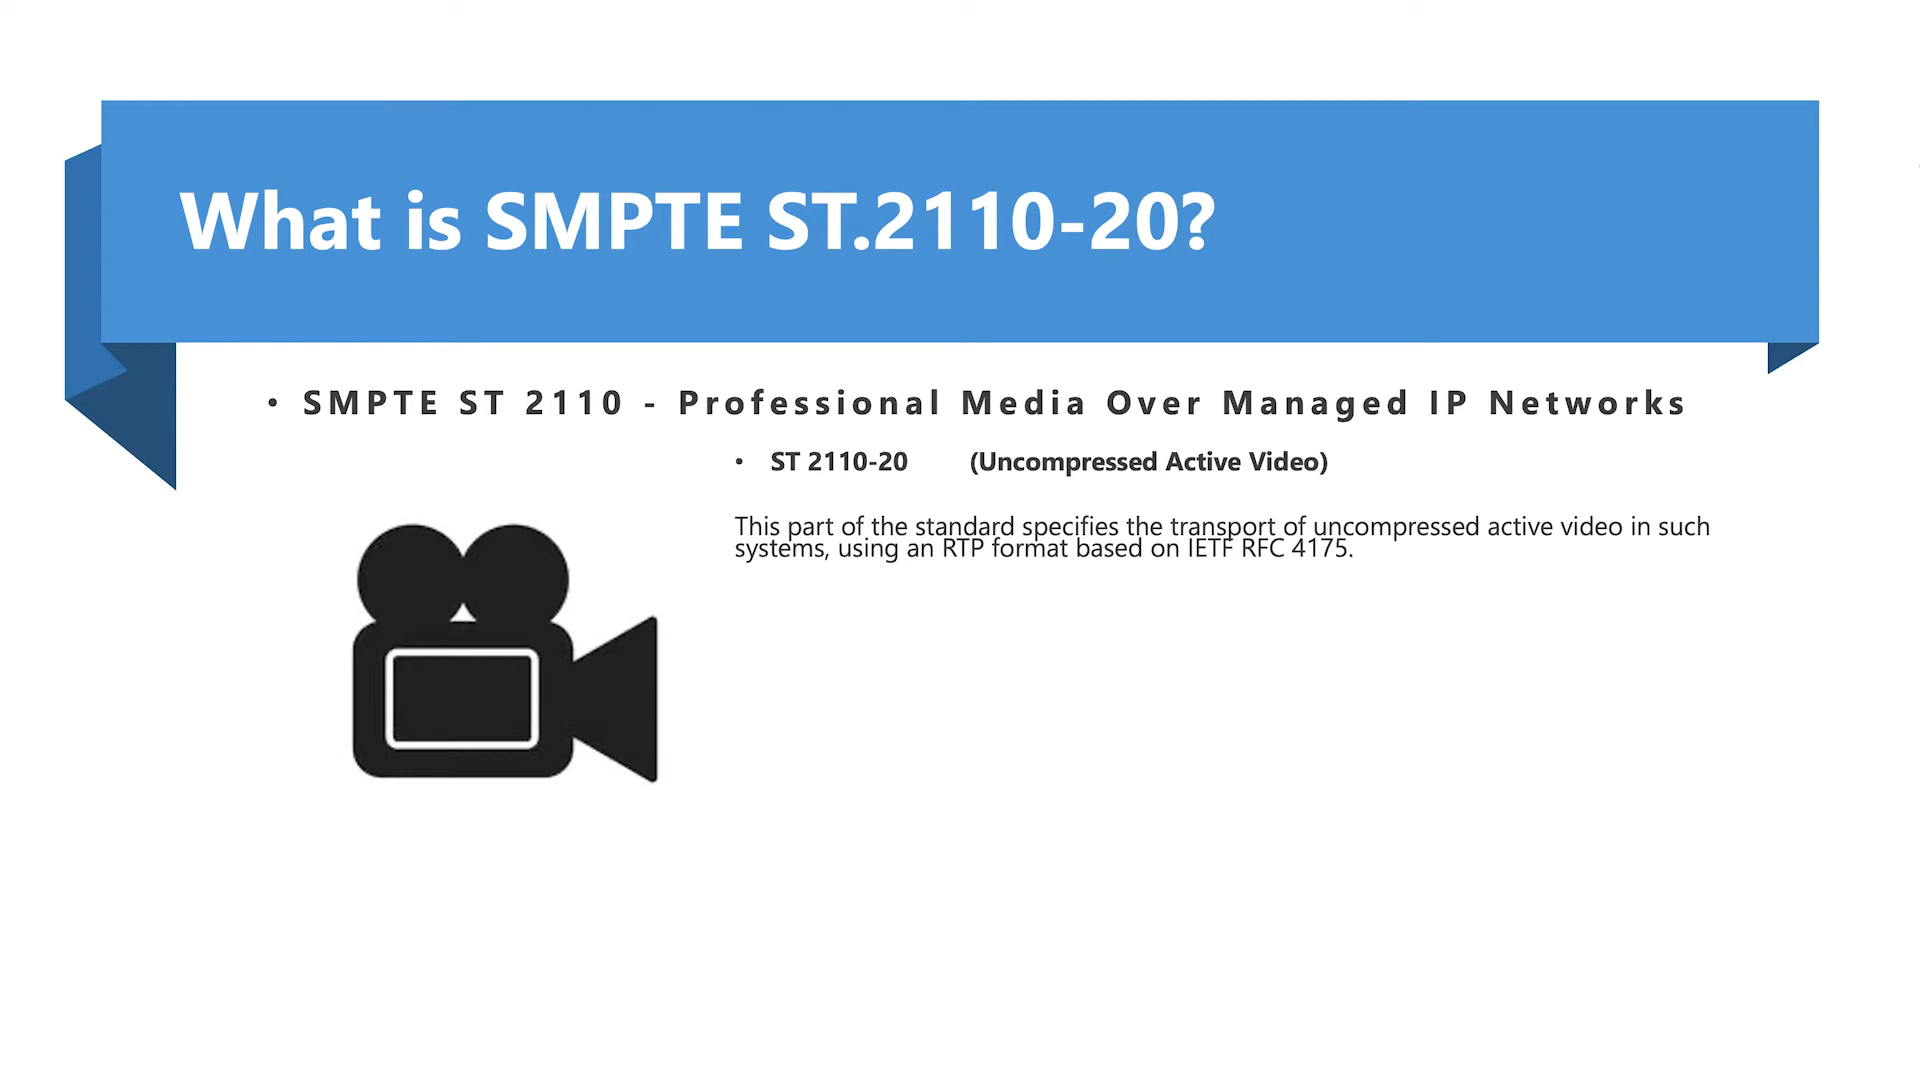 What is SMPTE ST.2110-20?
• SMPTE ST 2110 - Professional Media Over Managed IP Networks
• ST 2110-20 (Uncompressed Active Video)
This part of the standard specifies the transport of uncompressed active video in such
systems, using an RTP format based on IETF RFC 4175.